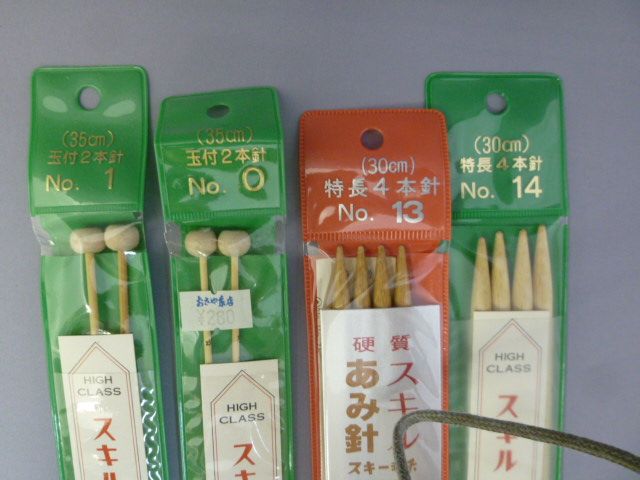 (35cm)
玉付2本針
No. 1
HIGH
CLASS
スキ
(35cm)
玉付2本針
No. 0
¥260
HIGH
CLASS
スキ
(30cm)
特長4本針
No. 13
硬質
あみ針
スキル
(30cm)
特長4本針
No. 14
HIGH
CLASS
スキル